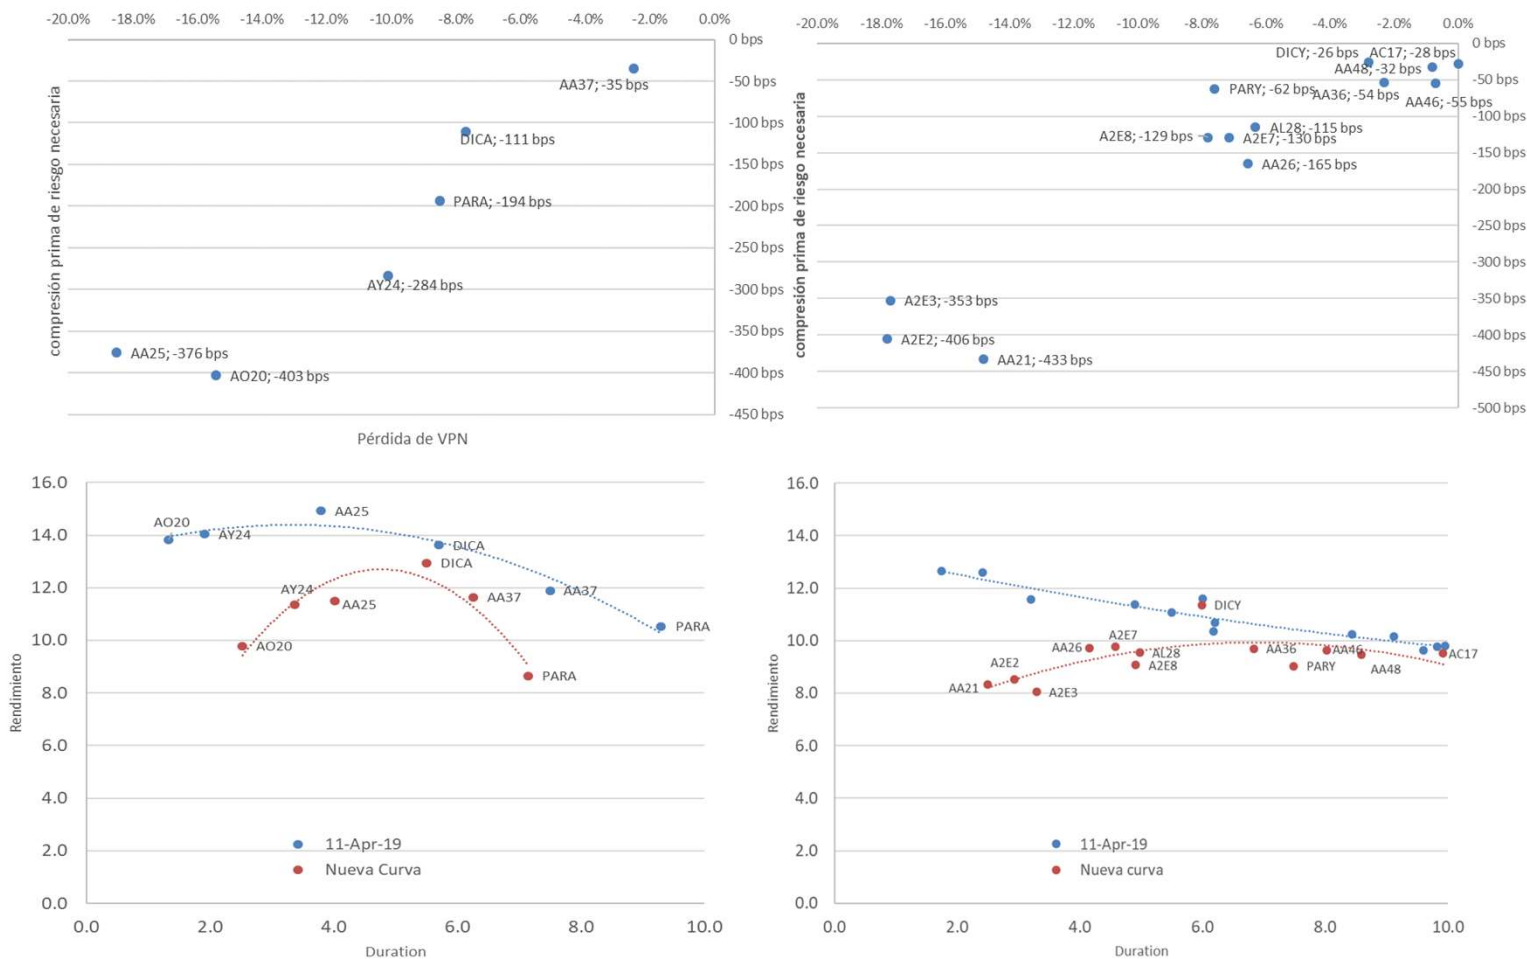 -20.0% -18.0% -16.0% -14.0% -12.0% -10.0% -8.0% -6.0% -4.0% -2.0% 0.0%
0 bps
-50 bps
-100 bps
-150 bps
-200 bps
-250 bps
-300 bps
-350 bps
-400 bps
-450 bps
compresión prima de riesgo necesaria
AA37; -35 bps
DICA; -111 bps
PARA; -194 bps
AY24; -284 bps
AA25; -376 bps
AO20; -403 bps
Pérdida de VPN
-20.0% -18.0% -16.0% -14.0% -12.0% -10.0% -8.0% -6.0% -4.0% -2.0% 0.0%
0 bps
-50 bps
-100 bps
-150 bps
-200 bps
-250 bps
-300 bps
-350 bps
-400 bps
-450 bps
-500 bps
compresión prima de riesgo necesaria
DICY; -26 bps
AC17; -28 bps
AA48; -32 bps
PARY; -62 bps
AA36; -54 bps
AA46; -55 bps
AL28; -115 bps
A2E8; -129 bps
A2E7; -130 bps
AA26; -165 bps
A2E3; -353 bps
A2E2; -406 bps
AA21; -433 bps
16.0
14.0
12.0
10.0
8.0
6.0
4.0
2.0
0.0
Rendimiento
AO20
AY24
AA25
DICA
AA37
PARA
AY24
AA25
DICA
AA37
AO20
PARA
11-Apr-19
Nueva Curva
0.0 2.0 4.0 6.0 8.0 10.0
Duration
16.0
14.0
12.0
10.0
8.0
6.0
4.0
2.0
0.0
Rendimiento
DICY
A2E7
AA26
AL28
A2E8
AA36
AA46
AC17
PARY
AA48
A2E2
AA21
A2E3
11-Apr-19
Nueva curva
0.0 2.0 4.0 6.0 8.0 10.0
Duration